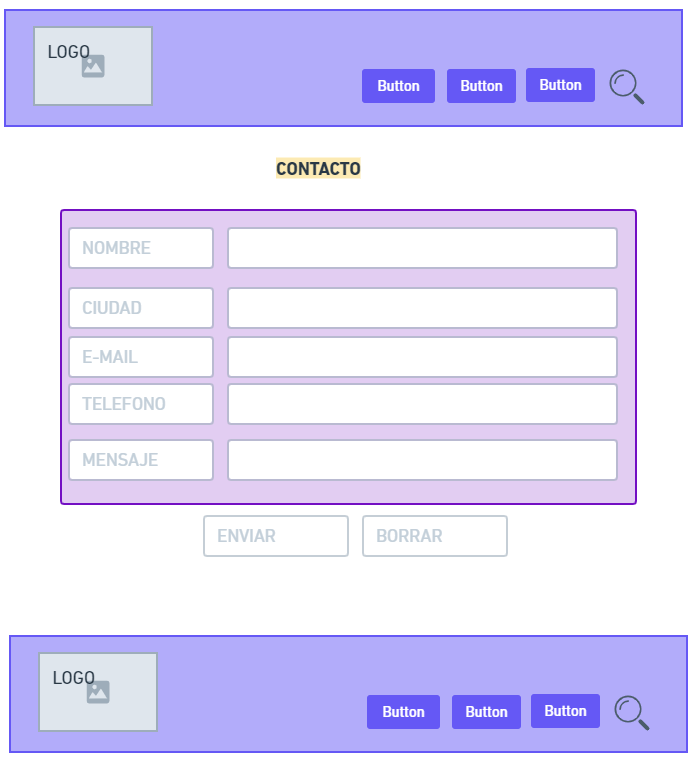 LOGO
Button Button Button
CONTACTO
NOMBRE
CIUDAD
E-MAIL
TELEFONO
MENSAJE
ENVIAR BORRAR
LOGO
Button Button Button